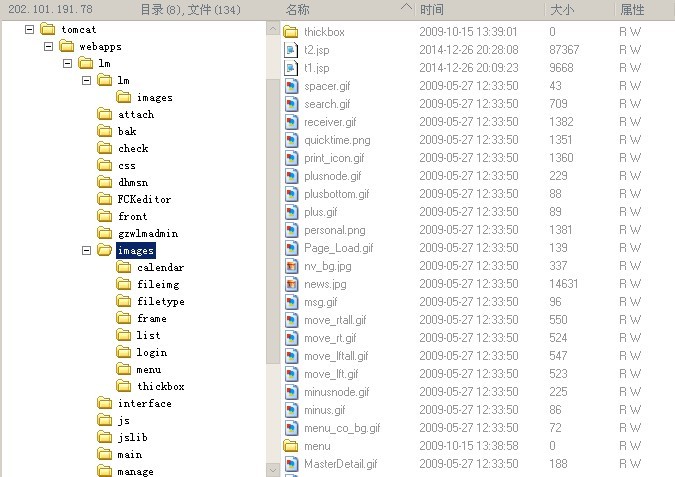 202.101.191.78 目录(8),文件(134) 名称 时间 大小 属性
tomcat
webapps
lm
lm
images
attach
bak
check
css
dhmsn
FCKeditor
front
gzwlmadmin
images
calendar
fileimg
filetype
frame
list
login
menu
thickbox
interface
js
jslib
main
manage
thickbox 2009-10-15 13:39:01 0 R W
t2.jsp 2014-12-26 20:28:08 87367 R W
t1.jsp 2014-12-26 20:09:23 9668 R W
spacer.gif 2009-05-27 12:33:50 43 R W
search.gif 2009-05-27 12:33:50 709 R W
receiver.gif 2009-05-27 12:33:50 1382 R W
quicktime.png 2009-05-27 12:33:50 1351 R W
print_icon.gif 2009-05-27 12:33:50 1360 R W
plusnode.gif 2009-05-27 12:33:50 229 R W
plusbottom.gif 2009-05-27 12:33:50 88 R W
plus.gif 2009-05-27 12:33:50 89 R W
personal.png 2009-05-27 12:33:50 1381 R W
Page_Load.gif 2009-05-27 12:33:50 139 R W
nv_bg.jpg 2009-05-27 12:33:50 337 R W
news.jpg 2009-05-27 12:33:50 14631 R W
msg.gif 2009-05-27 12:33:50 96 R W
move_rtall.gif 2009-05-27 12:33:50 550 R W
move_rt.gif 2009-05-27 12:33:50 524 R W
move_lftall.gif 2009-05-27 12:33:50 547 R W
move_lft.gif 2009-05-27 12:33:50 523 R W
minusnode.gif 2009-05-27 12:33:50 225 R W
minus.gif 2009-05-27 12:33:50 86 R W
menu_co_bg.gif 2009-05-27 12:33:50 72 R W
menu 2009-10-15 13:38:58 0 R W
MasterDetail.gif 2009-05-27 12:33:50 188 R W